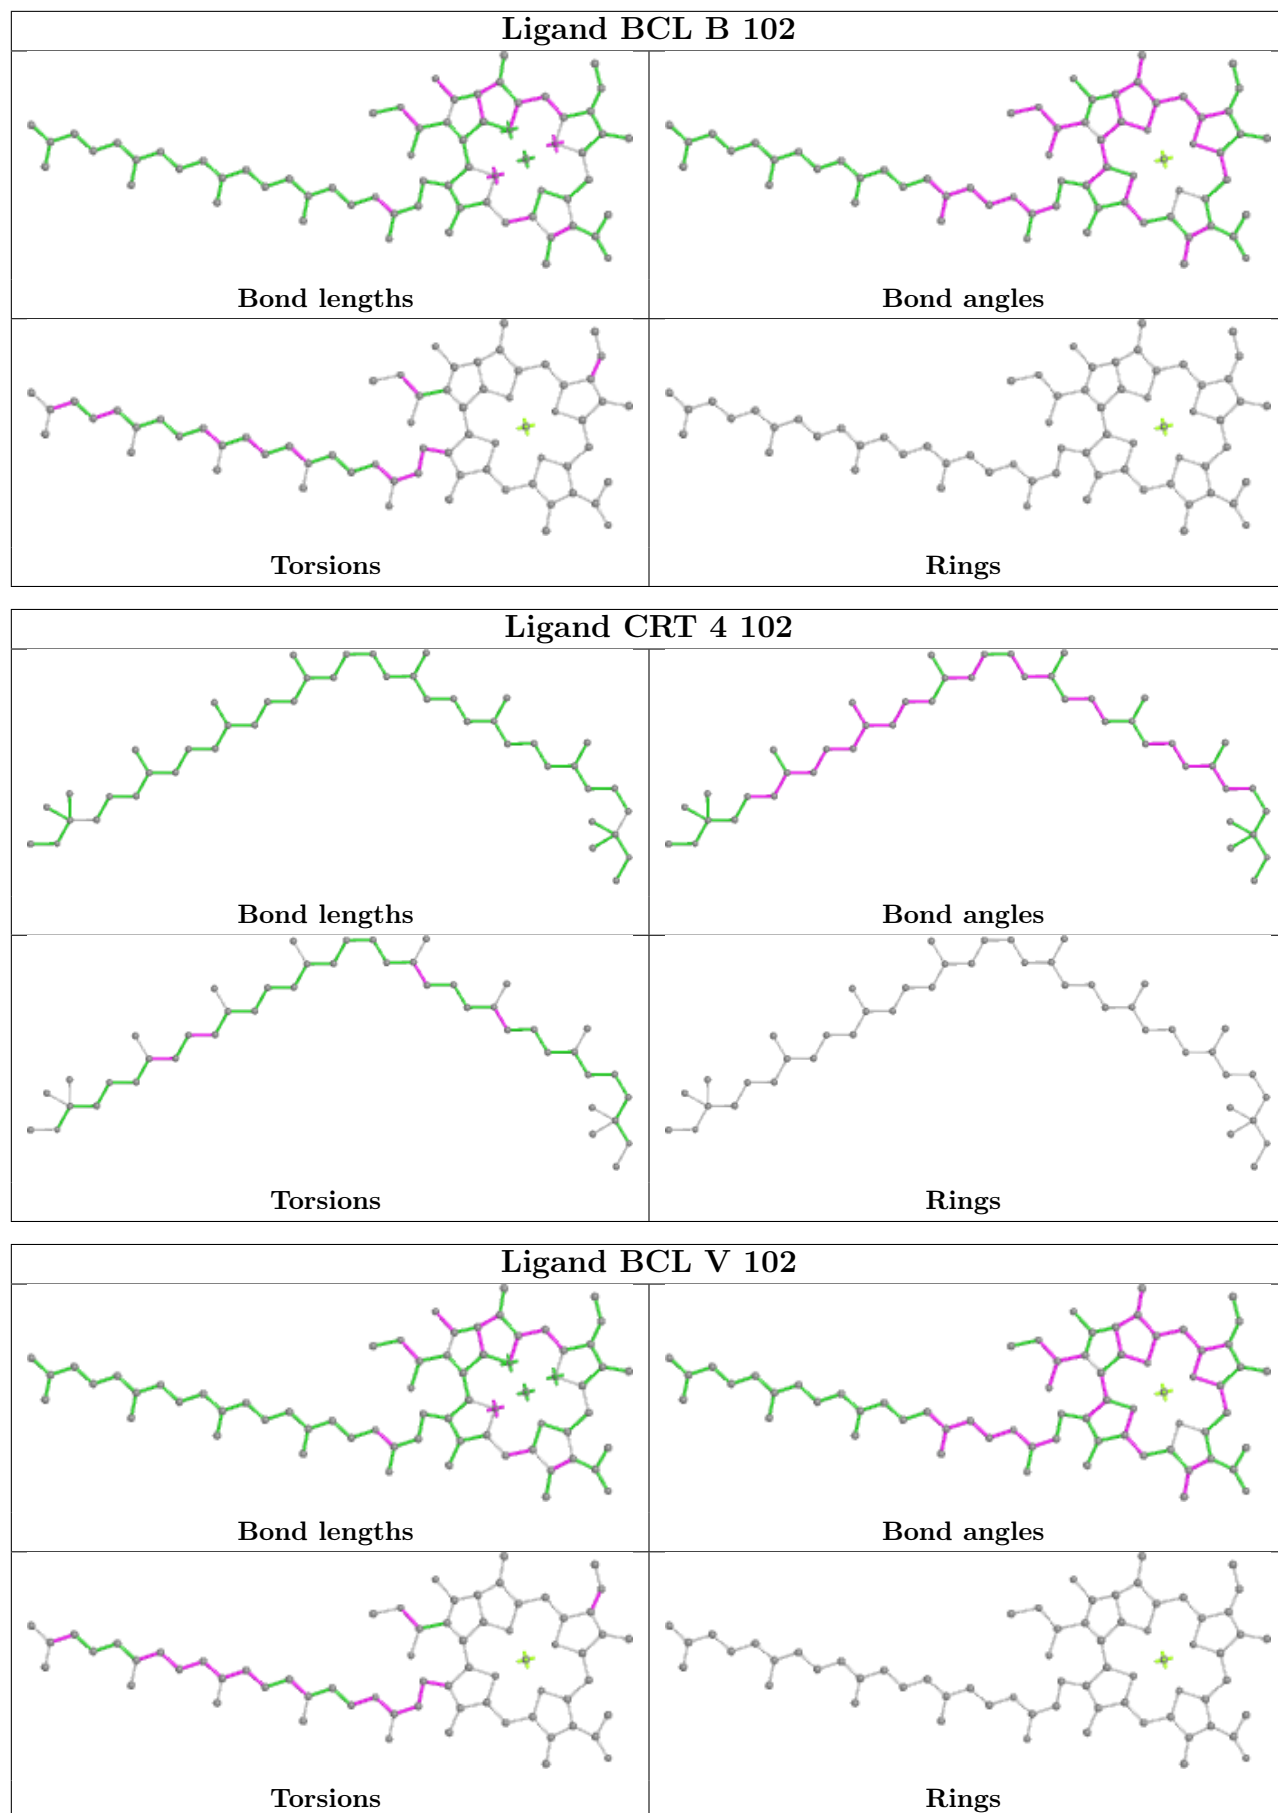 Ligand BCL B 102
Bond lengths
Bond angles
Torsions
Rings
Ligand CRT 4 102
Bond lengths
Bond angles
Torsions
Rings
Ligand BCL V 102
Bond lengths
Bond angles
Torsions
Rings